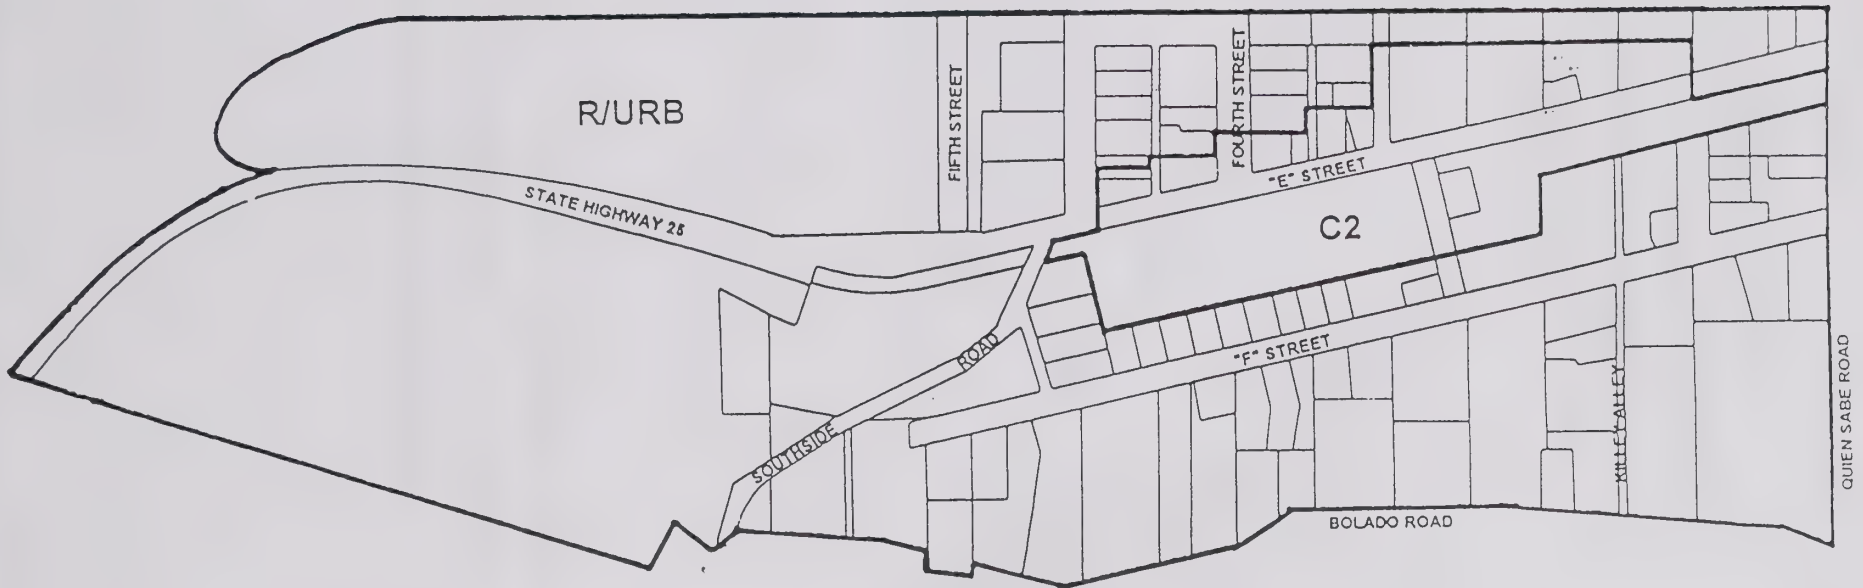 R/URB
FIFTH STREET
FOURTH STREET
"E" STREET
STATE HIGHWAY 25
C2
"F" STREET
ROAD
SOUTHSIDE
KILLEY ALLEY
BOLADO ROAD
QUIEN SABE ROAD